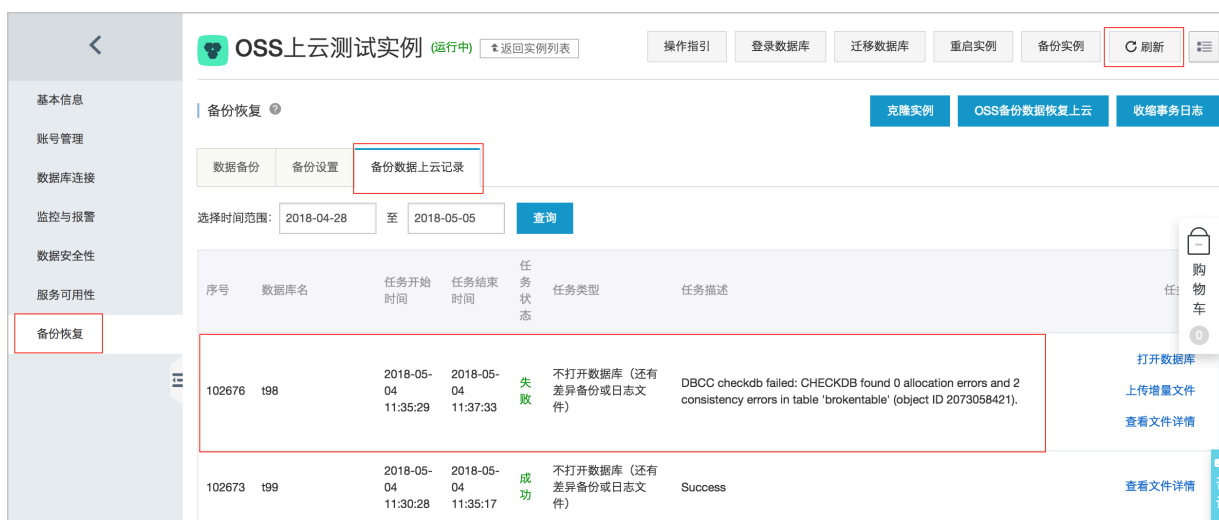 OSS上云测试实例 (运行中) 返回实例列表 操作指引 登录数据库 迁移数据库 重启实例 备份实例 刷新
基本信息
账号管理
数据库连接
监控与报警
数据安全性
服务可用性
备份恢复
备份恢复 克隆实例 OSS备份数据恢复上云 收缩事务日志
数据备份 备份设置 备份数据上云记录
选择时间范围: 2018-04-28 至 2018-05-05 查询
序号 数据库名
任务开始
时间
任务结束
时间
任
务
状
态
任务类型
任务描述
102676 t98
2018-05-
04
11:35:29
2018-05-
04
11:37:33
失
败
不打开数据库（还有
差异备份或日志文
件）
DBCC checkdb failed: CHECKDB found 0 allocation errors and 2
consistency errors in table 'brokentable' (object ID 2073058421).
打开数据库
上传增量文件
查看文件详情
102673 t99
2018-05-
04
11:30:28
2018-05-
04
11:35:17
成
功
不打开数据库（还有
差异备份或日志文
件）
Success
查看文件详情
购
物
车
0